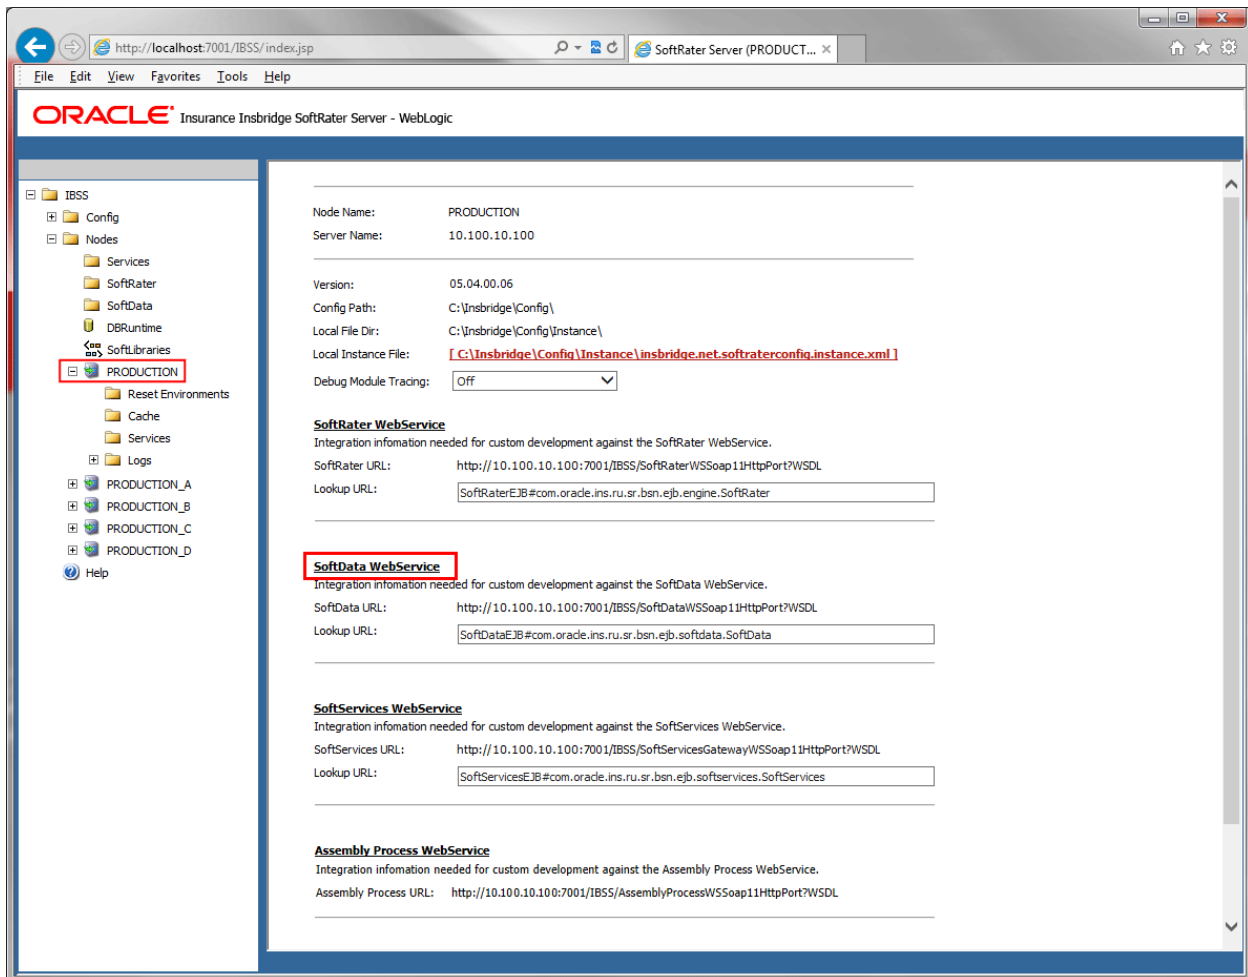 http://localhost:7001/IBSS/index.jsp
SoftRater Server (PRODUCT...
File Edit View Favorites Tools Help
ORACLE Insurance Insbridge SoftRater Server - WebLogic
IBSS
Config
Nodes
Services
SoftRater
SoftData
DBRuntime
SoftLibraries
PRODUCTION
Reset Environments
Cache
Services
Logs
PRODUCTION_A
PRODUCTION_B
PRODUCTION_C
PRODUCTION_D
Help
Node Name: PRODUCTION
Server Name: 10.100.10.100
Version: 05.04.00.06
Config Path: C:\Insbridge\Config\
Local File Dir: C:\Insbridge\Config\Instance\
Local Instance File: [ C:\Insbridge\Config\Instance\insbridge.net.softraterconfig.instance.xml ]
Debug Module Tracing: Off
SoftRater WebService
Integration infomation needed for custom development against the SoftRater WebService.
SoftRater URL: http://10.100.10.100:7001/IBSS/SoftRaterWSSoap11HttpPort?WSDL
Lookup URL: SoftRaterEJB#com.oracle.ins.ru.sr.bsn.ejb.engine.SoftRater
SoftData WebService
Integration infomation needed for custom development against the SoftData WebService.
SoftData URL: http://10.100.10.100:7001/IBSS/SoftDataWSSoap11HttpPort?WSDL
Lookup URL: SoftDataEJB#com.oracle.ins.ru.sr.bsn.ejb.softdata.SoftData
SoftServices WebService
Integration infomation needed for custom development against the SoftServices WebService.
SoftServices URL: http://10.100.10.100:7001/IBSS/SoftServicesGatewayWSSoap11HttpPort?WSDL
Lookup URL: SoftServicesEJB#com.oracle.ins.ru.sr.bsn.ejb.softservices.SoftServices
Assembly Process WebService
Integration infomation needed for custom development against the Assembly Process WebService.
Assembly Process URL: http://10.100.10.100:7001/IBSS/AssemblyProcessWSSoap11HttpPort?WSDL